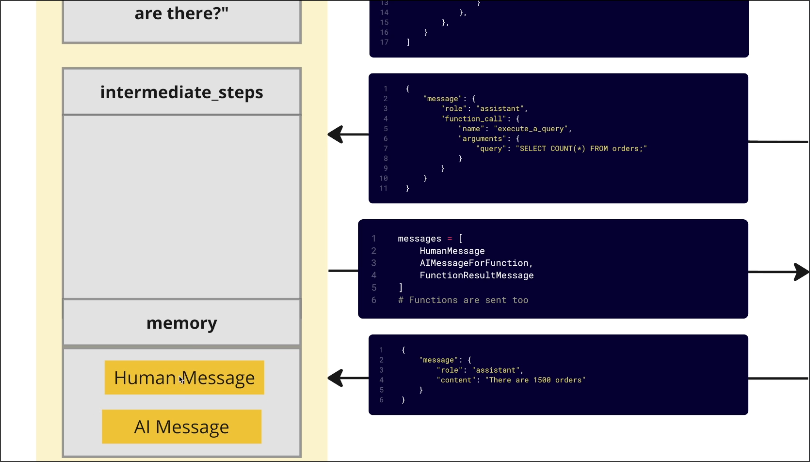 are there?"
intermediate_steps
memory
Human Message
AI Message
13 }
14 },
15 },
16 }
17 ]
1 {
2 "message": {
3 "role": "assistant",
4 "function_call": {
5 "name": "execute_a_query",
6 "arguments": {
7 "query": "SELECT COUNT(*) FROM orders;"
8 }
9 }
10 }
11 }
1 messages = [
2 HumanMessage
3 AIMessageForFunction,
4 FunctionResultMessage
5 ]
6 # Functions are sent too
1 {
2 "message": {
3 "role": "assistant",
4 "content": "There are 1500 orders"
5 }
6 }